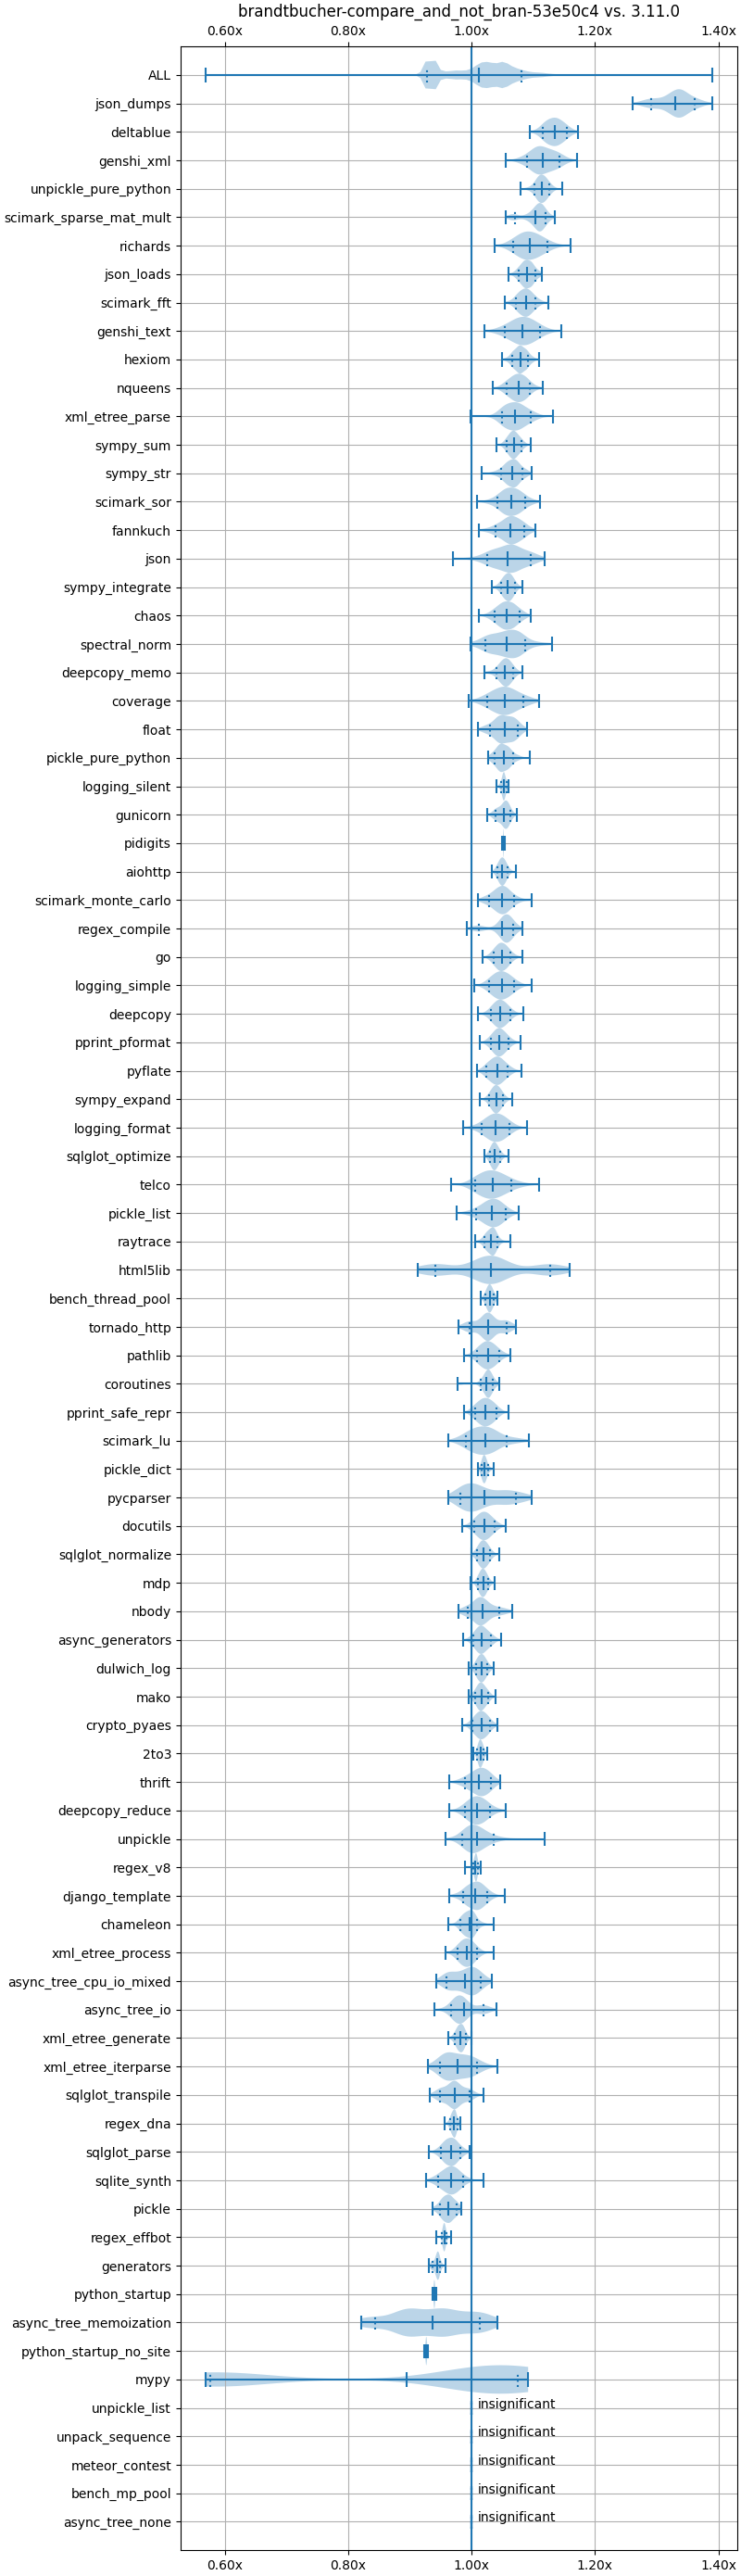 brandtbucher-compare_and_not_bran-53e50c4 vs. 3.11.0
0.60x 0.80x 1.00x 1.20x 1.40x
ALL
json_dumps
deltablue
genshi_xml
unpickle_pure_python
scimark_sparse_mat_mult
richards
json_loads
scimark_fft
genshi_text
hexiom
nqueens
xml_etree_parse
sympy_sum
sympy_str
scimark_sor
fannkuch
json
sympy_integrate
chaos
spectral_norm
deepcopy_memo
coverage
float
pickle_pure_python
logging_silent
gunicorn
pidigits
aiohttp
scimark_monte_carlo
regex_compile
go
logging_simple
deepcopy
pprint_pformat
pyflate
sympy_expand
logging_format
sqlglot_optimize
telco
pickle_list
raytrace
html5lib
bench_thread_pool
tornado_http
pathlib
coroutines
pprint_safe_repr
scimark_lu
pickle_dict
pycparser
docutils
sqlglot_normalize
mdp
nbody
async_generators
dulwich_log
mako
crypto_pyaes
2to3
thrift
deepcopy_reduce
unpickle
regex_v8
django_template
chameleon
xml_etree_process
async_tree_cpu_io_mixed
async_tree_io
xml_etree_generate
xml_etree_iterparse
sqlglot_transpile
regex_dna
sqlglot_parse
sqlite_synth
pickle
regex_effbot
generators
python_startup
async_tree_memoization
python_startup_no_site
mypy
unpickle_list insignificant
unpack_sequence insignificant
meteor_contest insignificant
bench_mp_pool insignificant
async_tree_none insignificant
0.60x 0.80x 1.00x 1.20x 1.40x